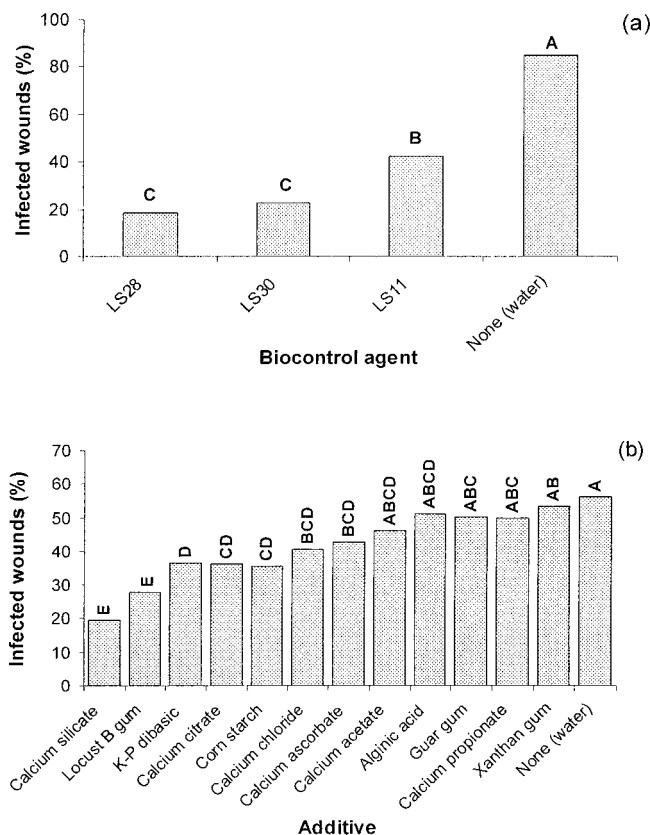 (a)
Infected wounds (%)
100
80
60
40
20
0
C
C
B
A
LS28
LS30
LS11
None (water)
Biocontrol agent
(b)
Infected wounds (%)
70
60
50
40
30
20
10
0
E
E
D
CD
CD
BCD
BCD
ABCD
ABCD
ABC
ABC
AB
A
Calcium silicate
Locust B gum
K-P dibasic
Calcium citrate
Corn starch
Calcium chloride
Calcium ascorbate
Calcium acetate
Alginic acid
Guar gum
Calcium propionate
Xanthan gum
None (water)
Additive